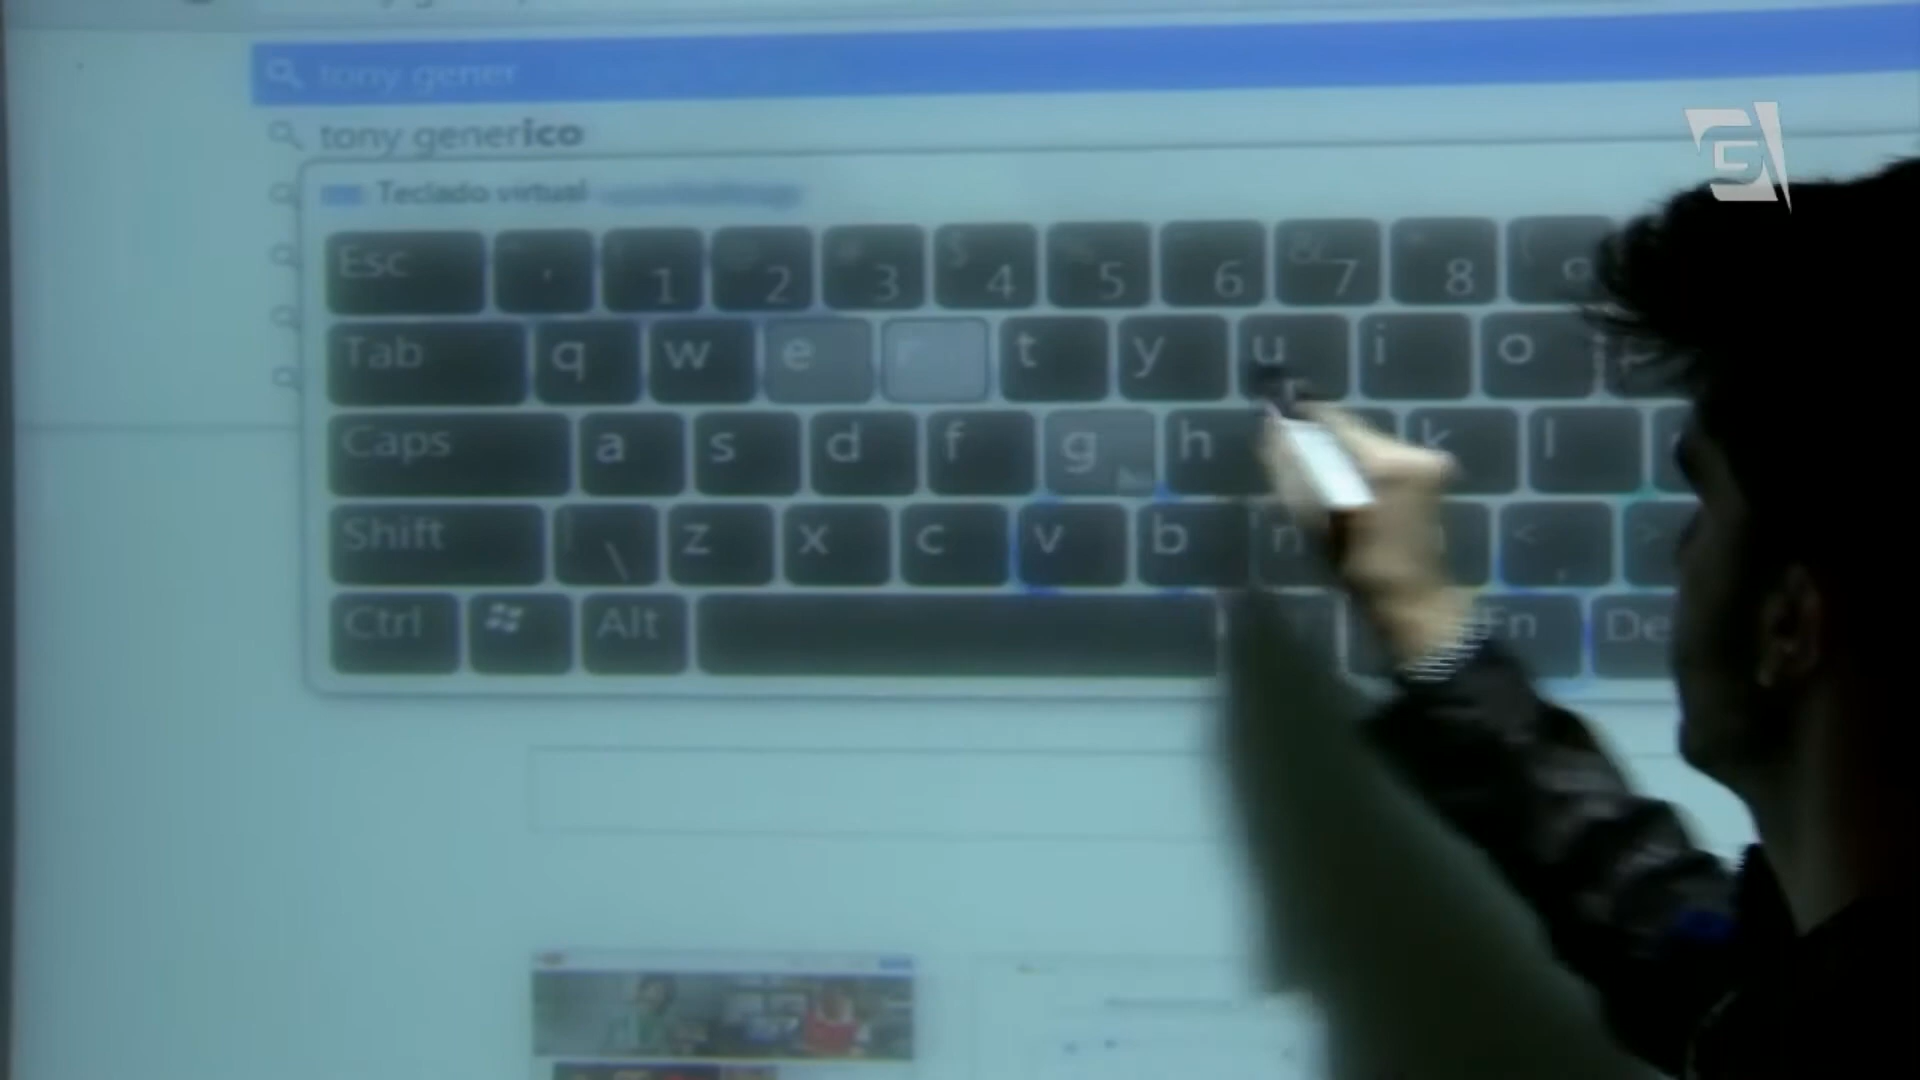 tony gener
tony generico
Teclado virtual
Esc 1 2 3 4 5 6 & 7 8
Tab q w e r t y u i o
Caps a s d f g h k l
Shift \ z x c v b n < , >
Ctrl Alt Fn De